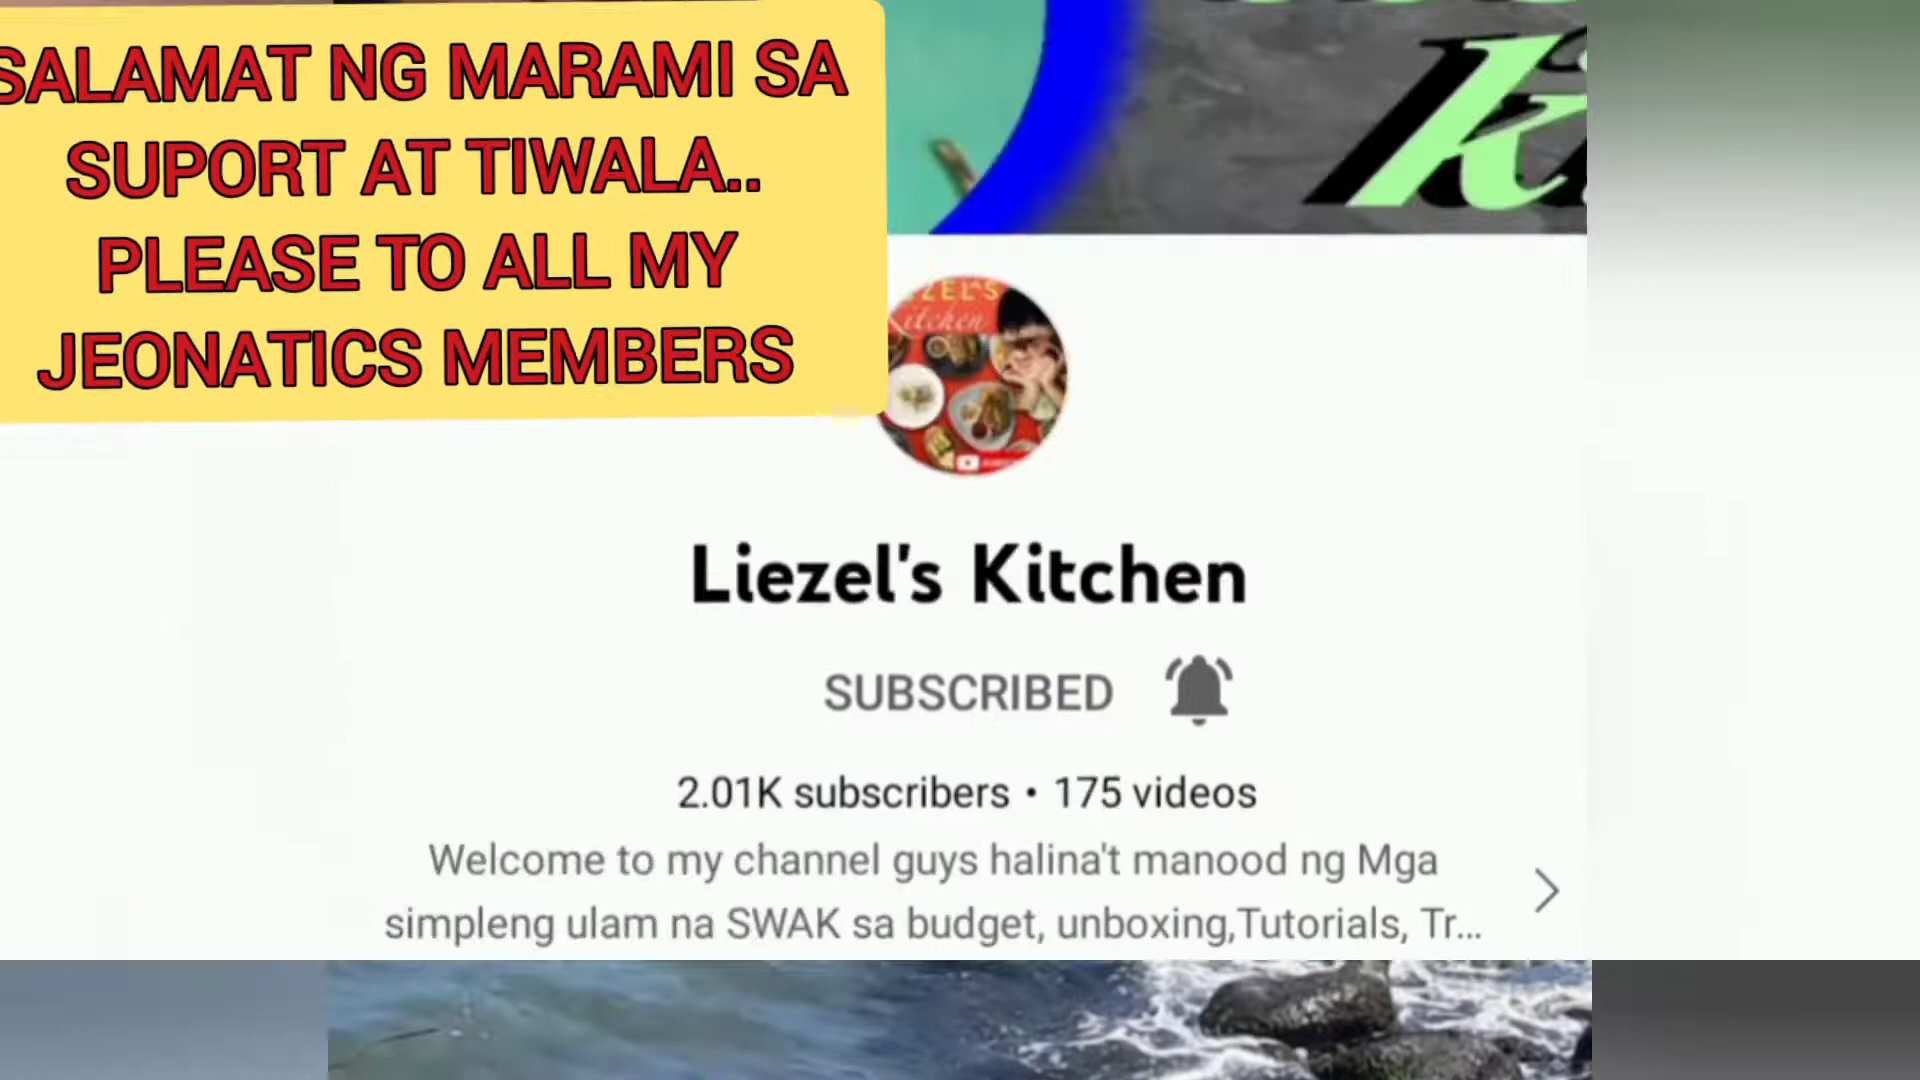 SALAMAT NG MARAMI SA
SUPORT AT TIWALA..
PLEASE TO ALL MY
JEONATICS MEMBERS
Kitchen
Liezel's Kitchen
SUBSCRIBED
2.01K subscribers • 175 videos
Welcome to my channel guys halina't manood ng Mga
simpleng ulam na SWAK sa budget, unboxing,Tutorials, Tr...